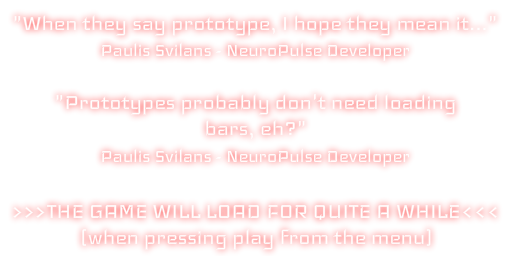 "When they say prototype, I hope they mean it..."
Paulis Svilans - NeuroPulse Developer
"Prototypes probably don't need loading
bars, eh?"
Paulis Svilans - NeuroPulse Developer
>>>THE GAME WILL LOAD FOR QUITE A WHILE<<<
(when pressing play from the menu)